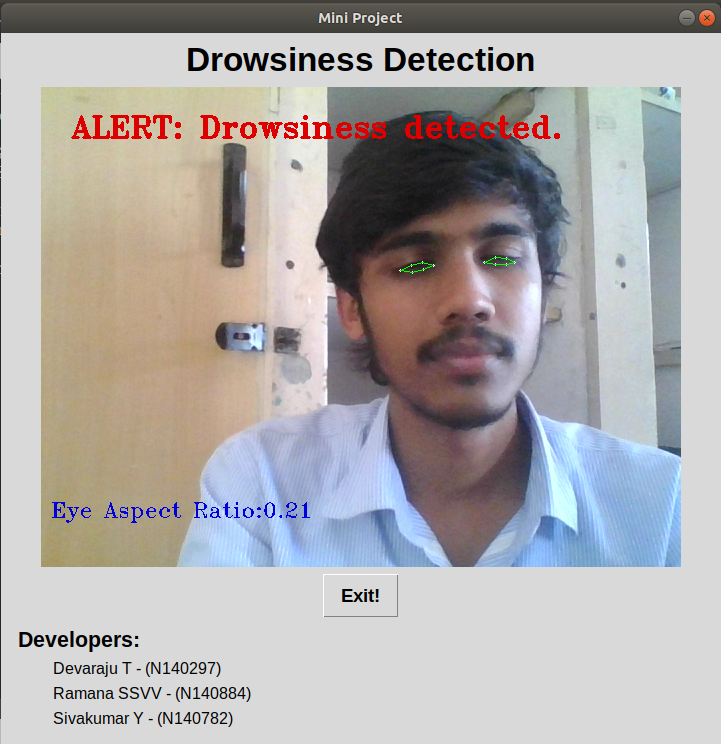 Mini Project
Drowsiness Detection
ALERT: Drowsiness detected.
Eye Aspect Ratio:0.21
Exit!
Developers:
Devaraju T - (N140297)
Ramana SSVV - (N140884)
Sivakumar Y - (N140782)